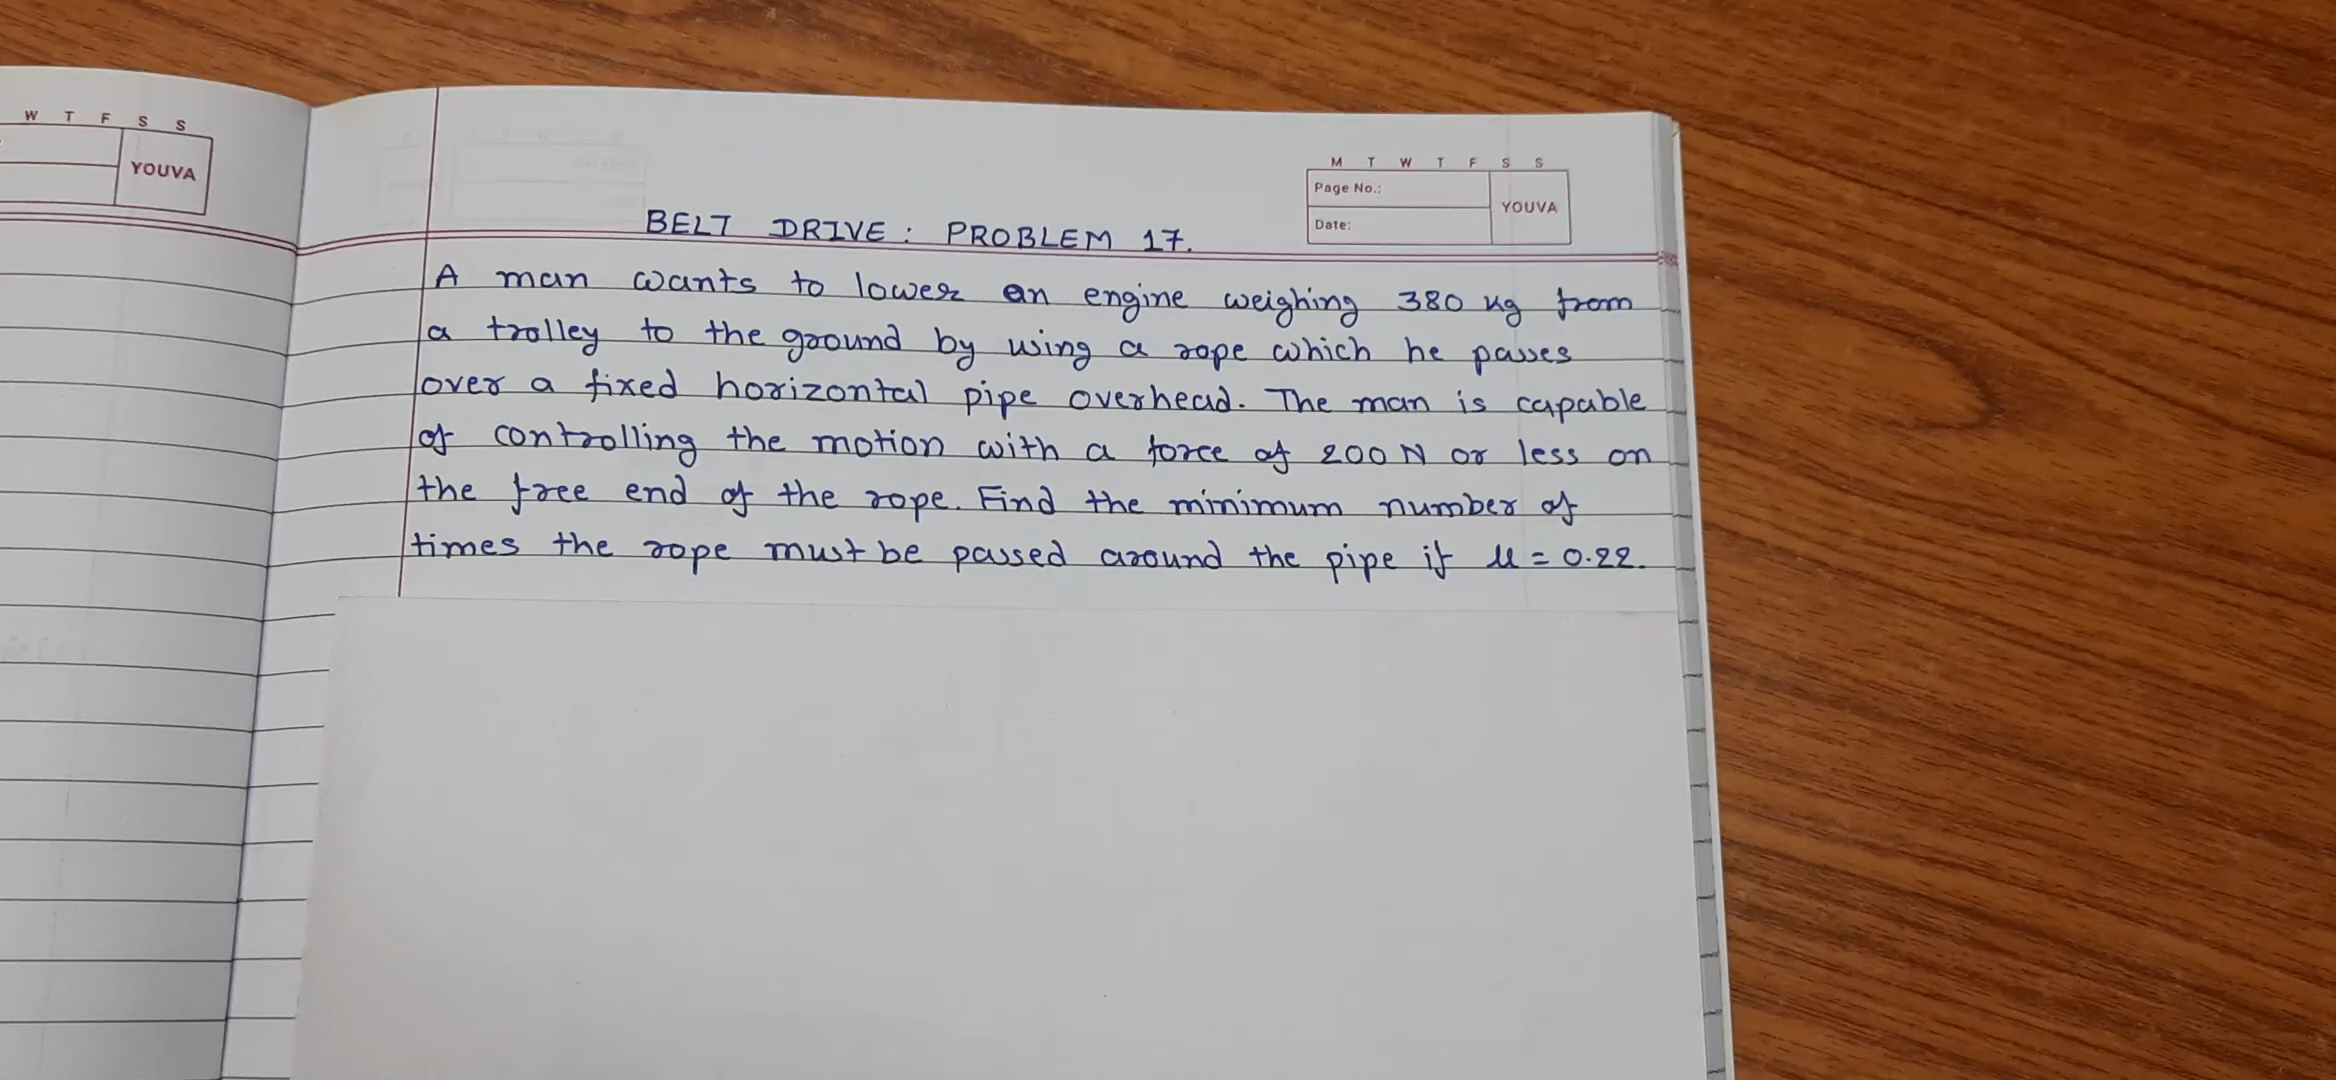 W T F S S
YOUVA
M T W T F S S
Page No.:
YOUVA
Date:
BELT DRIVE : PROBLEM 17.
A man wants to lower an engine weighing 380 kg from
a trolley to the ground by using a rope which he passes
over a fixed horizontal pipe overhead. The man is capable
of controlling the motion with a force of 200 N or less on
the free end of the rope. Find the minimum number of
times the rope must be passed around the pipe if μ = 0.22.